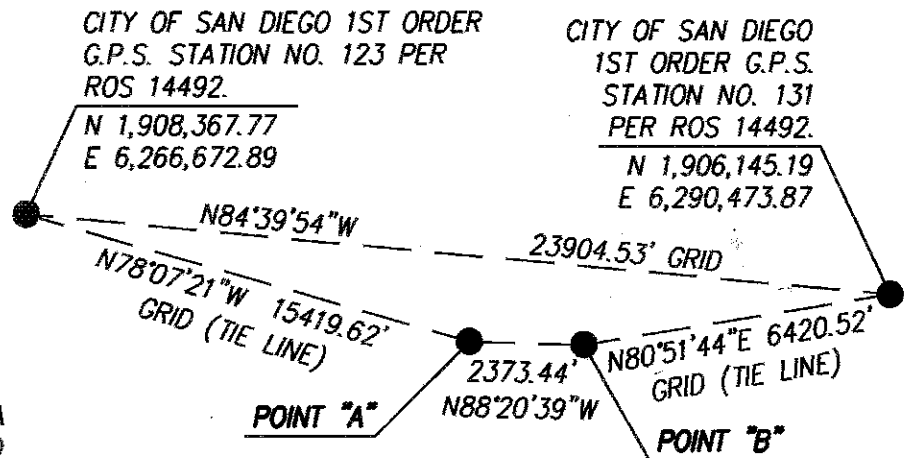 CITY OF SAN DIEGO 1ST ORDER
G.P.S. STATION NO. 123 PER
ROS 14492.
N 1,908,367.77
E 6,266,672.89
CITY OF SAN DIEGO
1ST ORDER G.P.S.
STATION NO. 131
PER ROS 14492.
N 1,906,145.19
E 6,290,473.87
N84°39'54"W
23904.53' GRID
N78°07'21"W 15419.62'
GRID (TIE LINE)
2373.44'
N88°20'39"W
N80°51'44"E 6420.52'
GRID (TIE LINE)
POINT "A"
POINT "B"